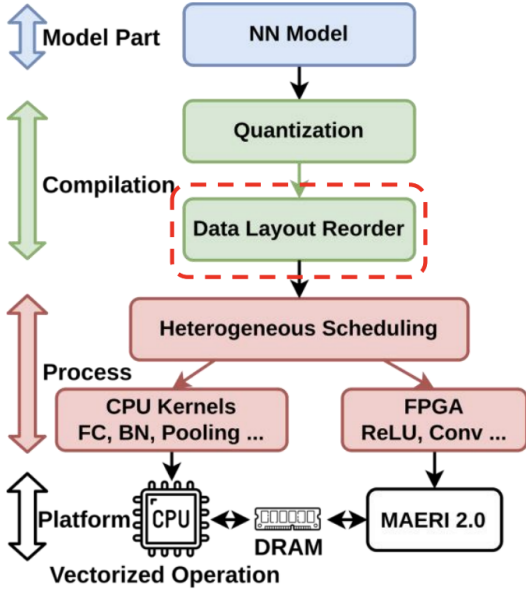 Model Part
NN Model
Quantization
Compilation
Data Layout Reorder
Heterogeneous Scheduling
Process
CPU Kernels
FC, BN, Pooling ...
FPGA
ReLU, Conv ...
Platform
CPU
DRAM
MAERI 2.0
Vectorized Operation